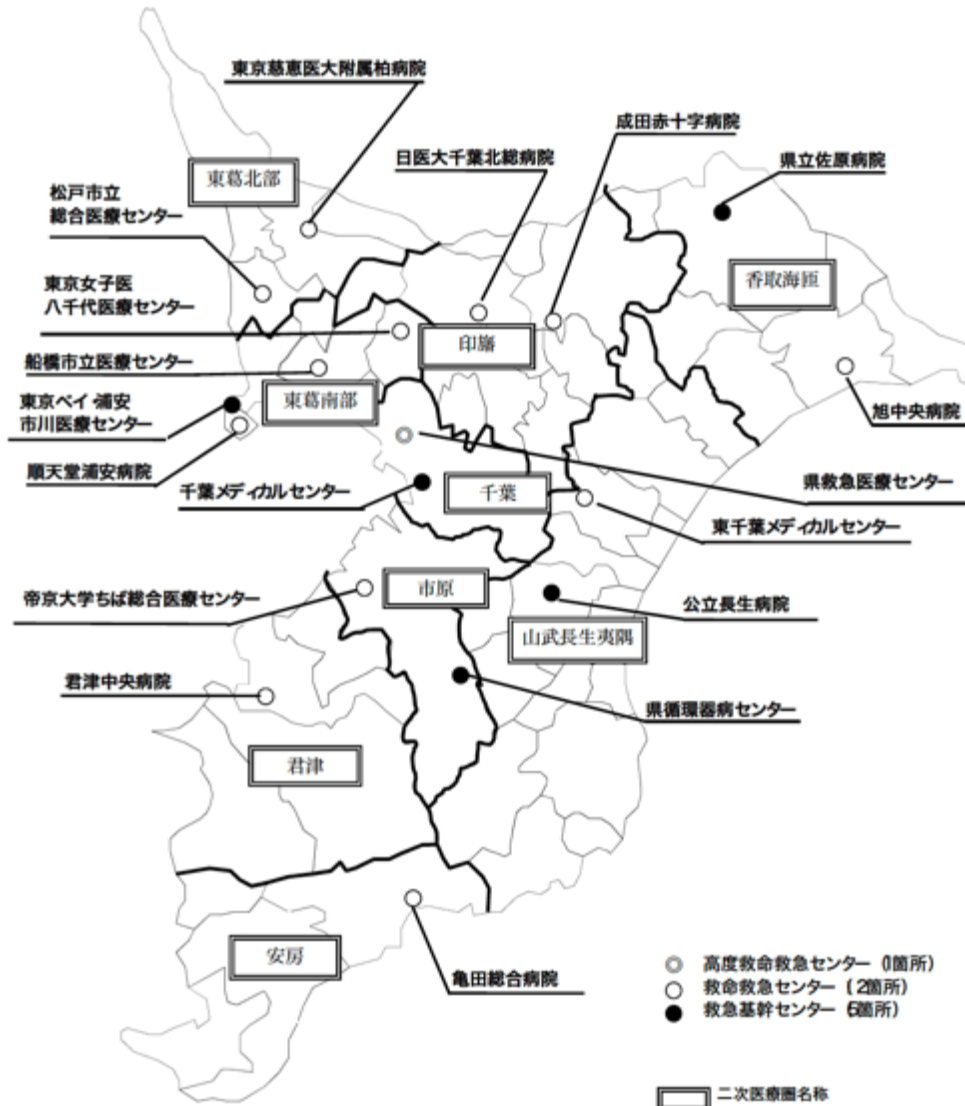 東京慈恵医大附属柏病院
成田赤十字病院
日医大千葉北総病院
県立佐原病院
東葛北部
松戸市立
総合医療センター
香取海匝
東京女子医
八千代医療センター
印旛
船橋市立医療センター
東京ベイ・浦安
市川医療センター
東葛南部
旭中央病院
順天堂浦安病院
千葉メディカルセンター
千葉
県救急医療センター
東千葉メディカルセンター
帝京大学ちば総合医療センター
市原
公立長生病院
山武長生夷隅
君津中央病院
県循環器病センター
君津
安房
亀田総合病院
高度救命救急センター (1箇所)
救命救急センター (12箇所)
救急基幹センター (5箇所)
二次医療圏名称